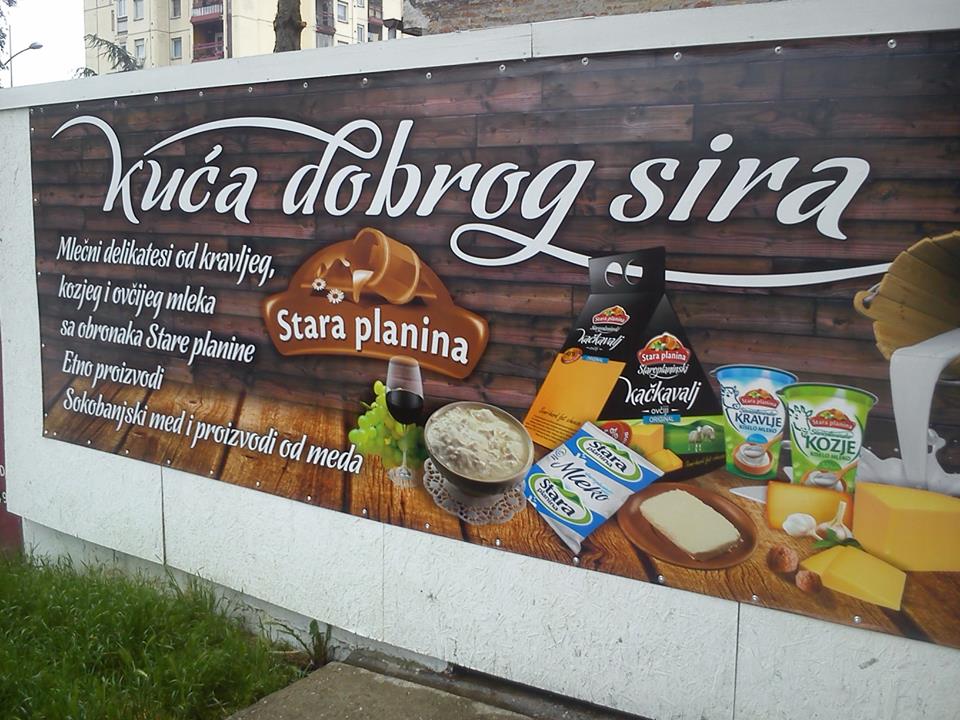 Kuća dobrog sira
Mlečni delikatesi od kravljeg,
kozjeg i ovčijeg mleka
sa obronaka Stare planine
Etno proizvodi
Sokobanjski med i proizvodi od meda
Stara planina
Stara planina
Staroplaninski
kačkavalj
ovčiji
ORIGINAL
Stara planina
Staroplaninski
kačkavalj
ovčiji
Stara planina
KRAVLJE
KISELO MLEKO
Stara planina
KOZJE
KISELO MLEKO
Stara
planina
Mleko
Stara
planina